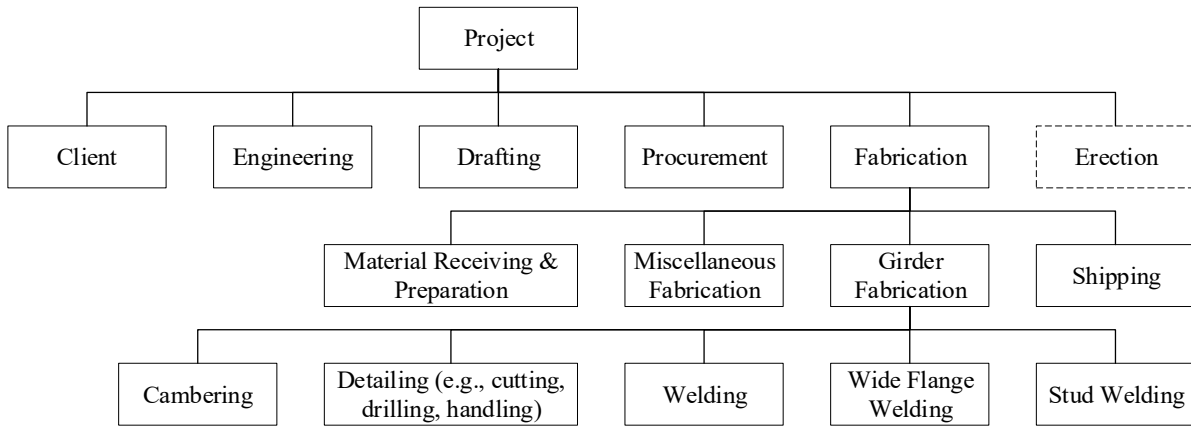 Project
Client
Engineering
Drafting
Procurement
Fabrication
Erection
Material Receiving &
Preparation
Miscellaneous
Fabrication
Girder
Fabrication
Shipping
Cambering
Detailing (e.g., cutting,
drilling, handling)
Welding
Wide Flange
Welding
Stud Welding